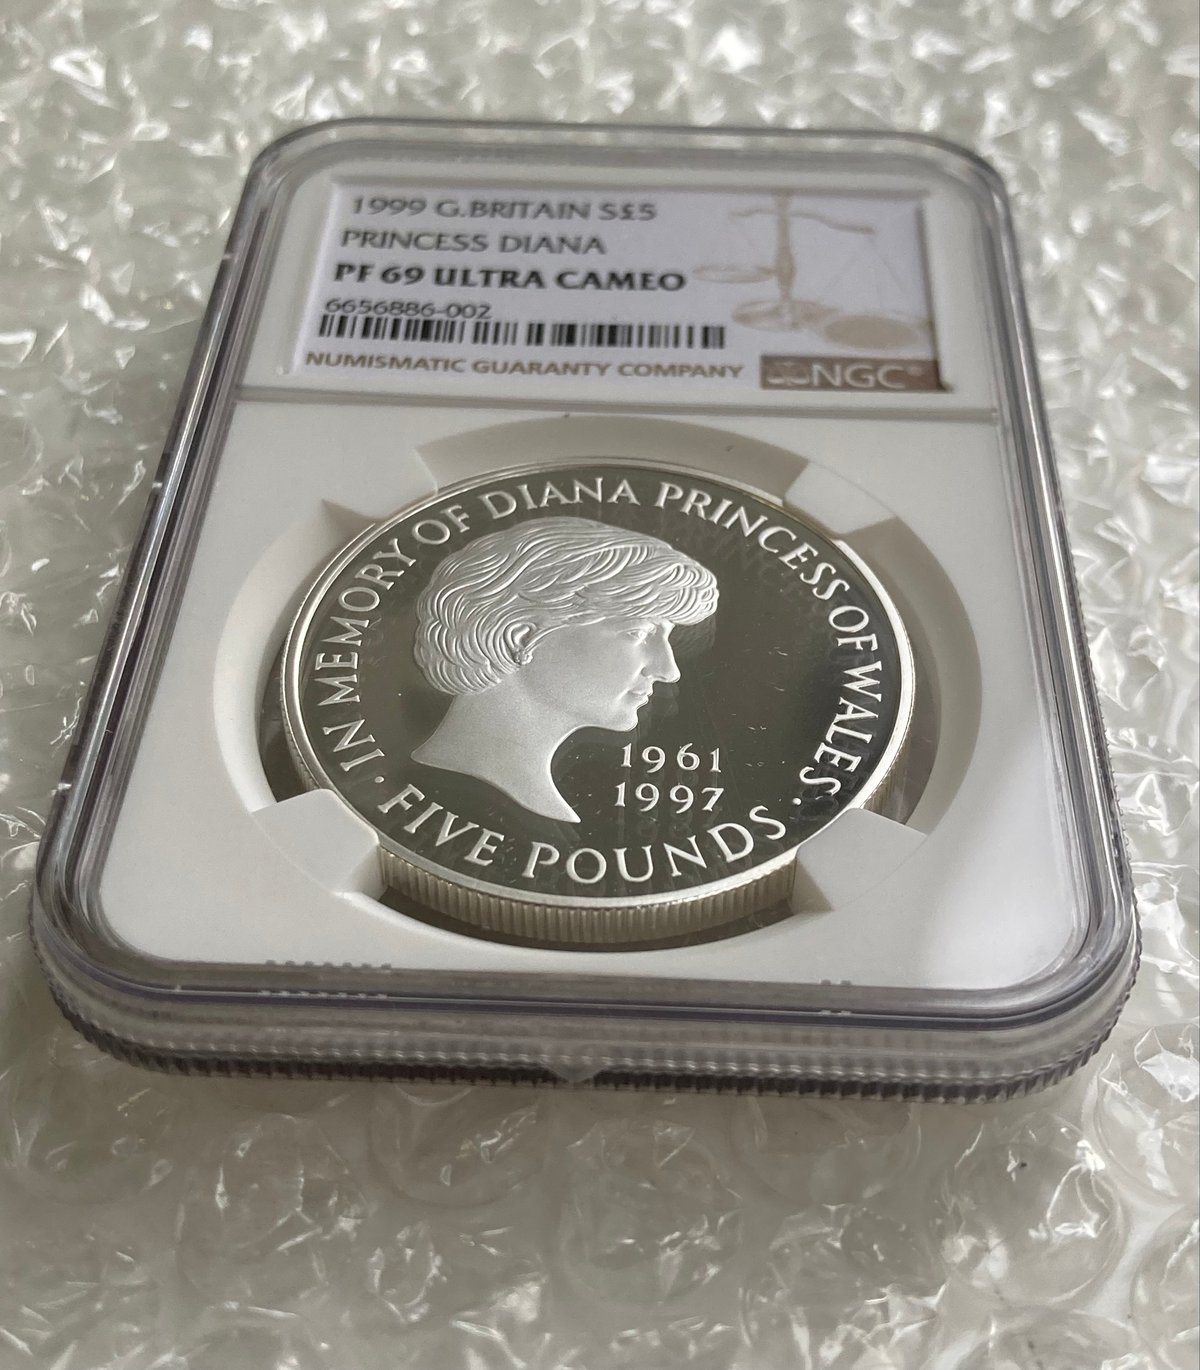 1999 G.BRITAIN S£5
PRINCESS DIANA
PF 69 ULTRA CAMEO
6656886-002
NUMISMATIC GUARANTY COMPANY
NGC®
IN MEMORY OF DIANA PRINCESS OF WALES
1961
1997
· FIVE POUNDS ·